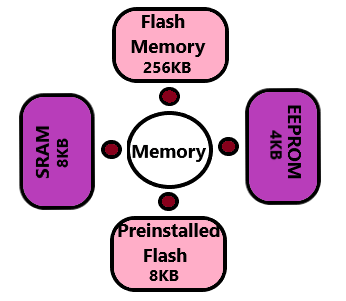 Flash
Memory
256KB
SRAM
8KB
Memory
EEPROM
4KB
Preinstalled
Flash
8KB